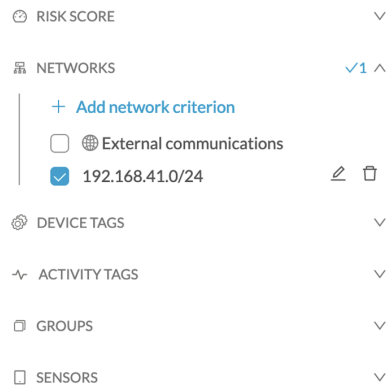 RISK SCORE
NETWORKS 1
+ Add network criterion
External communications
192.168.41.0/24
DEVICE TAGS
ACTIVITY TAGS
GROUPS
SENSORS